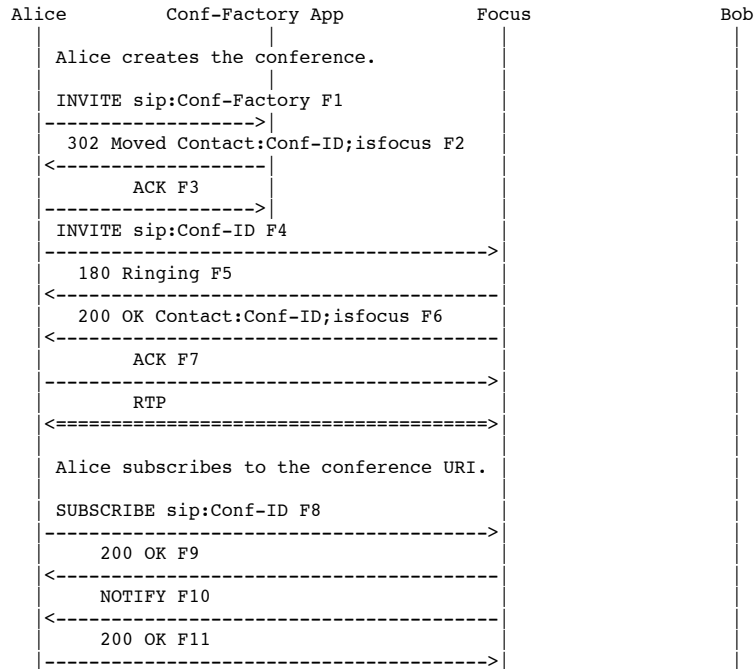 Alice Conf-Factory App Focus Bob
Alice creates the conference.
INVITE sip:Conf-Factory F1
302 Moved Contact:Conf-ID;isfocus F2
ACK F3
INVITE sip:Conf-ID F4
180 Ringing F5
200 OK Contact:Conf-ID;isfocus F6
ACK F7
RTP
Alice subscribes to the conference URI.
SUBSCRIBE sip:Conf-ID F8
200 OK F9
NOTIFY F10
200 OK F11